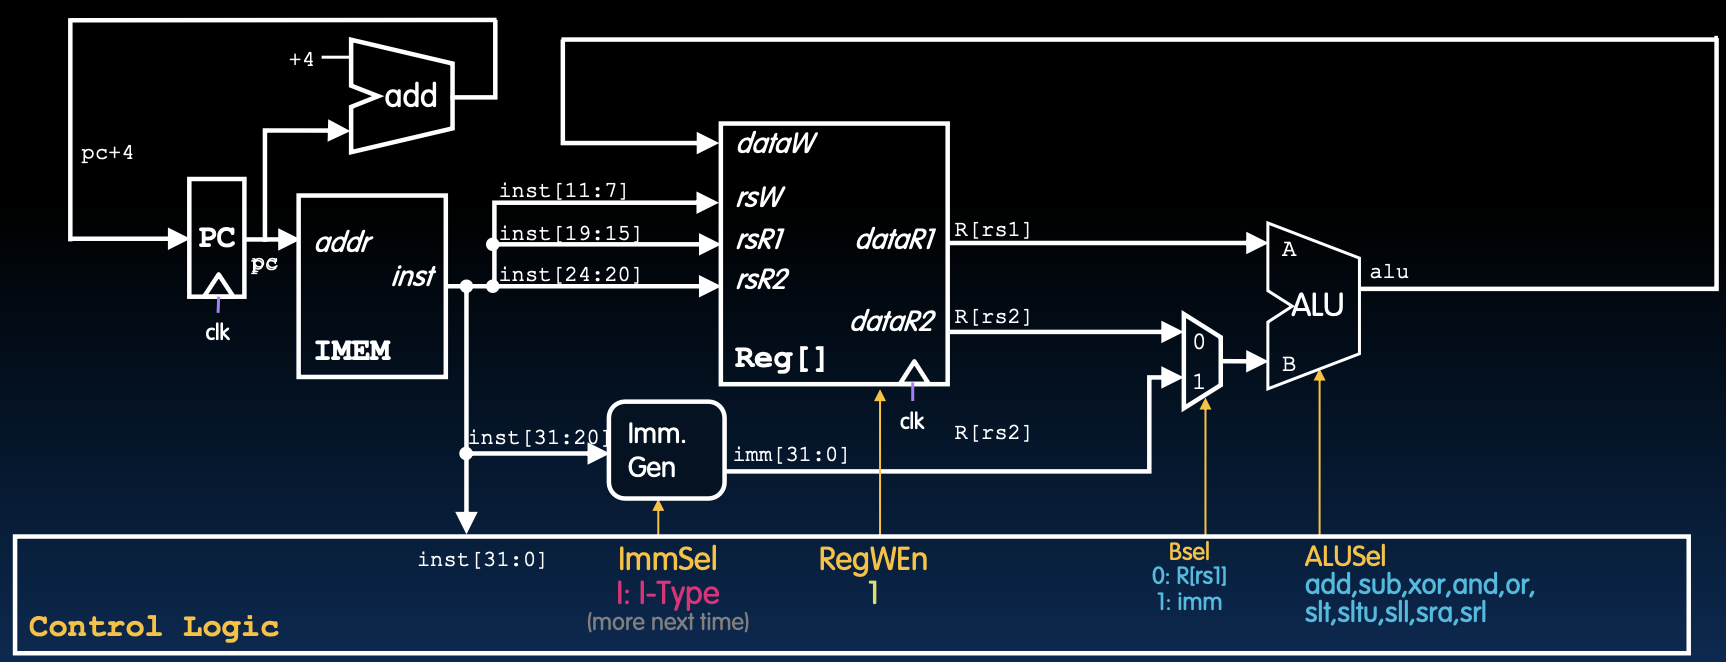 +4
add
pc+4
PC
pc
clk
addr
inst
IMEM
inst[11:7]
inst[19:15]
inst[24:20]
dataW
rsW
rsR1
rsR2
dataR1
dataR2
Reg[]
clk
R[rs1]
R[rs2]
0
1
A
ALU
B
alu
inst[31:20]
Imm.
Gen
imm[31:0]
R[rs2]
inst[31:0]
Control Logic
ImmSel
I: I-Type
(more next time)
RegWEn
1
Bsel
0: R[rs1]
1: imm
ALUSel
add,sub,xor,and,or,
slt,sltu,sll,sra,srl